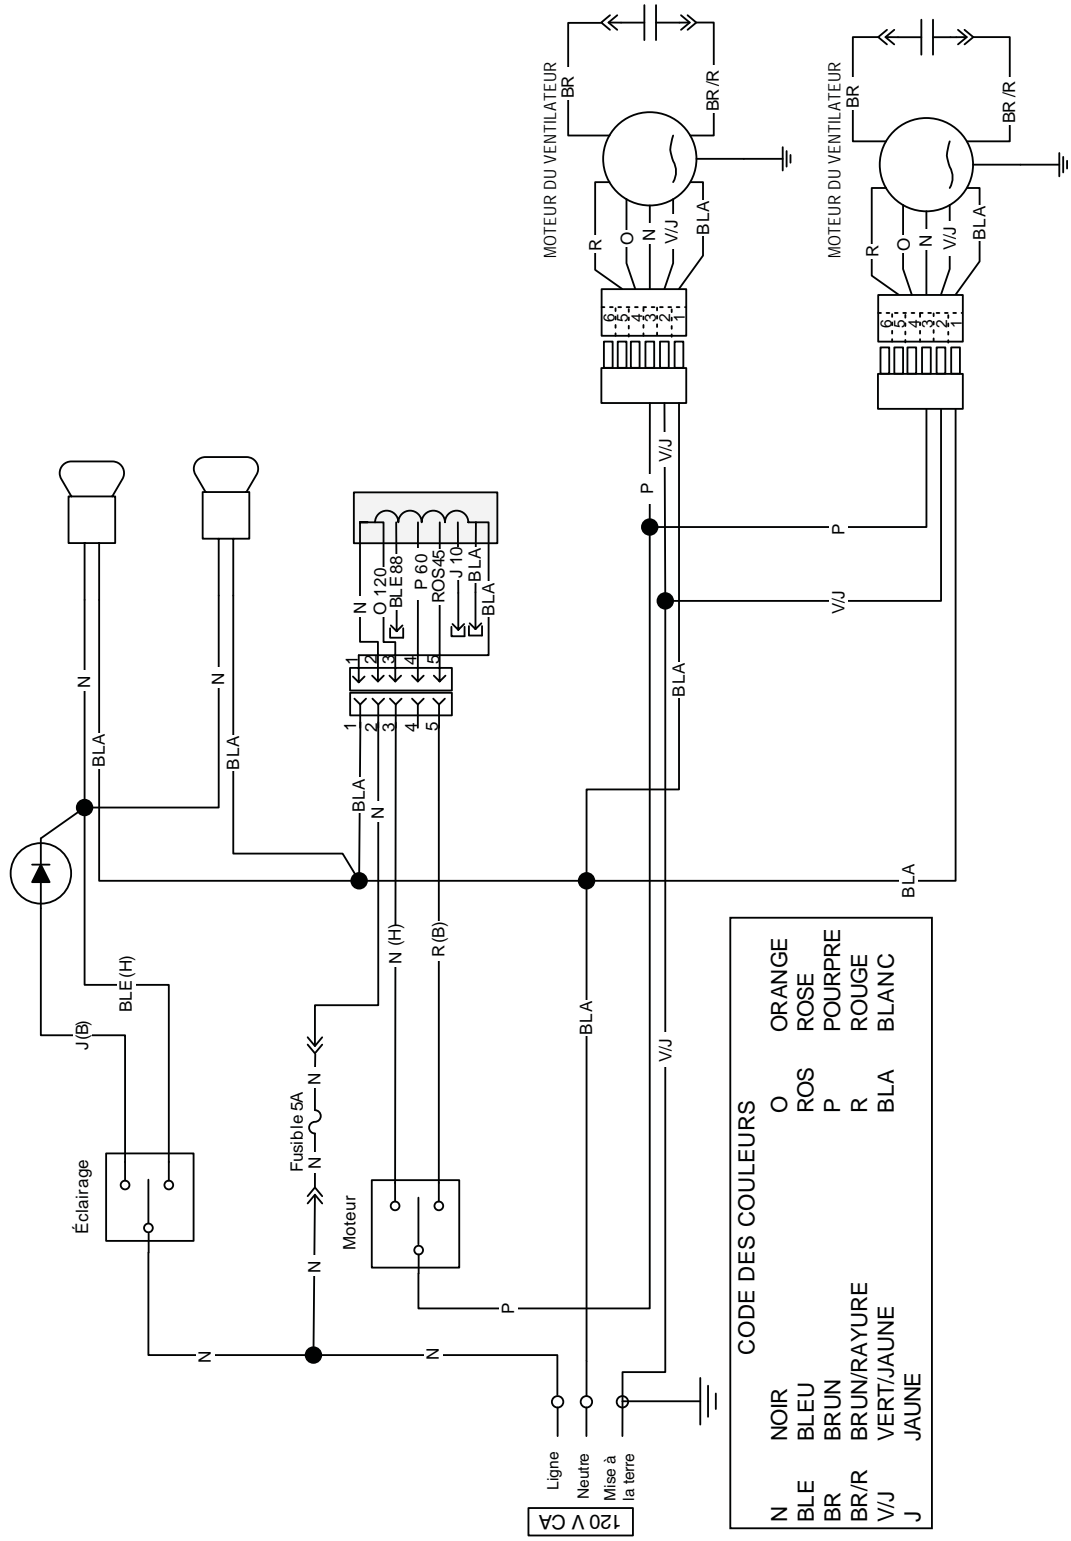 MOTEUR DU VENTILATEUR
BR
BR/R
R
O
N
V/J
BLA
6
5
4
3
2
1
MOTEUR DU VENTILATEUR
BR
BR/R
R
O
N
V/J
BLA
6
5
4
3
2
1
V/J
P
P
V/J
BLA
N
O 120
BLE 88
P 60
ROS 45
J 10
BLA
BLA
1
2
3
4
5
1
2
3
4
5
N
BLA
N
BLA
BLA
N
N (H)
R (B)
BLA
BLE (H)
J (B)
BLA
V/J
Éclairage
Fusible 5A
N
N
N
Moteur
P
N
N
Ligne
Neutre
Mise à
la terre
120 V CA
CODE DES COULEURS
N NOIR O ORANGE
BLE BLEU ROS ROSE
BR BRUN P POURPRE
BR/R BRUN/RAYURE R ROUGE
V/J VERT/JAUNE BLA BLANC
J JAUNE